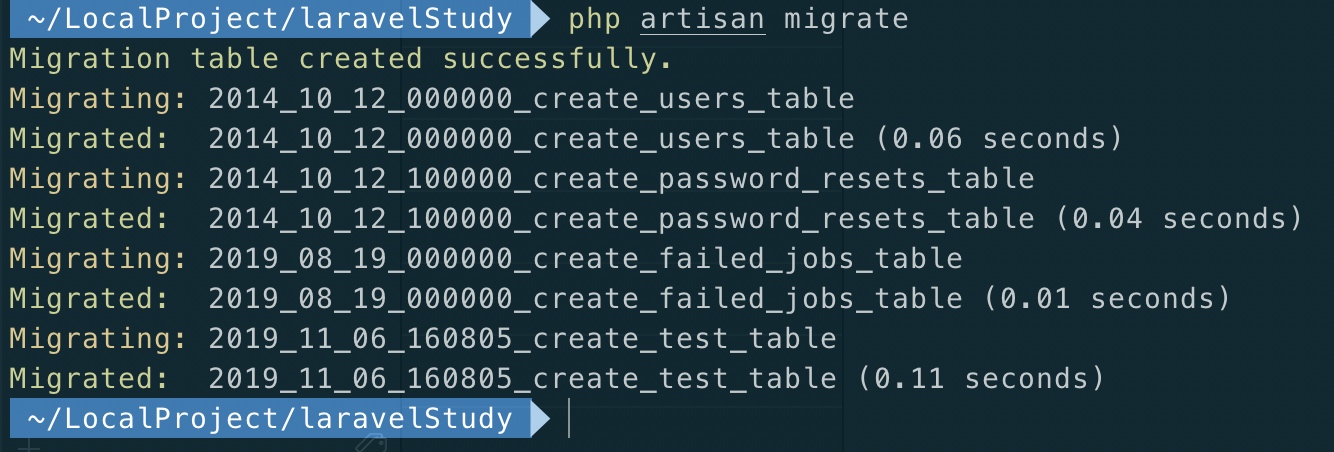 ~/LocalProject/laravelStudy php artisan migrate
Migration table created successfully.
Migrating: 2014_10_12_000000_create_users_table
Migrated:  2014_10_12_000000_create_users_table (0.06 seconds)
Migrating: 2014_10_12_100000_create_password_resets_table
Migrated:  2014_10_12_100000_create_password_resets_table (0.04 seconds)
Migrating: 2019_08_19_000000_create_failed_jobs_table
Migrated:  2019_08_19_000000_create_failed_jobs_table (0.01 seconds)
Migrating: 2019_11_06_160805_create_test_table
Migrated:  2019_11_06_160805_create_test_table (0.11 seconds)
~/LocalProject/laravelStudy